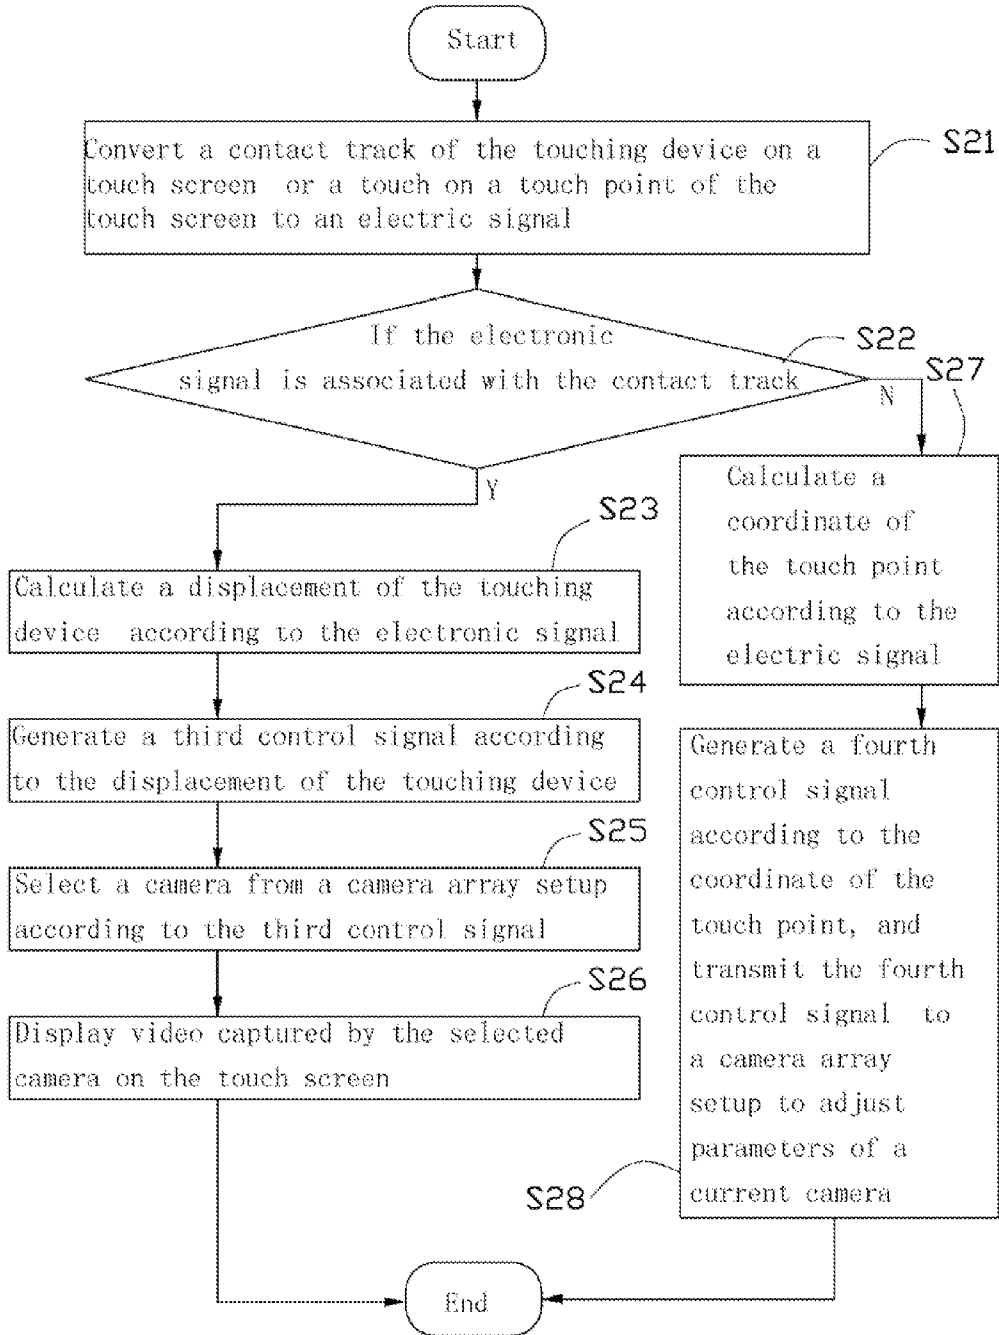 Start
S21
Convert a contact track of the touching device on a
touch screen or a touch on a touch point of the
touch screen to an electric signal
If the electronic
signal is associated with the contact track
S22
N
Y
S27
Calculate a
coordinate of
the touch point
according to the
electric signal
S23
Calculate a displacement of the touching
device according to the electronic signal
S24
Generate a third control signal according
to the displacement of the touching device
S25
Select a camera from a camera array setup
according to the third control signal
S26
Display video captured by the selected
camera on the touch screen
Generate a fourth
control signal
according to the
coordinate of the
touch point, and
transmit the fourth
control signal to
a camera array
setup to adjust
parameters of a
current camera
S28
End